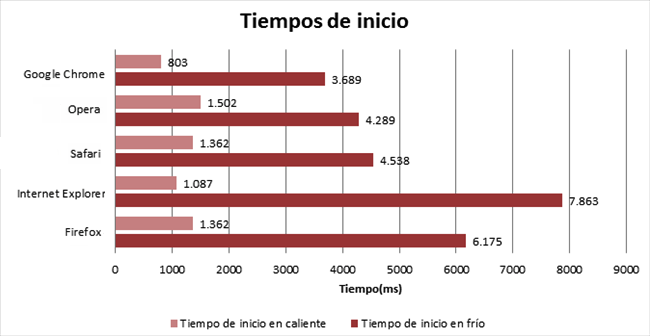 Tiempos de inicio
Google Chrome
803
3.689
Opera
1.502
4.289
Safari
1.362
4.538
Internet Explorer
1.087
7.863
Firefox
1.362
6.175
0 1000 2000 3000 4000 5000 6000 7000 8000 9000
Tiempo(ms)
Tiempo de inicio en caliente Tiempo de inicio en frío